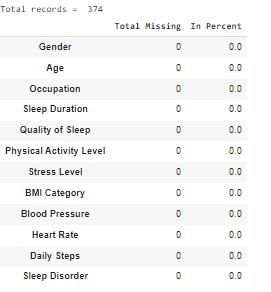 Total records =  374
Total Missing In Percent
Gender 0 0.0
Age 0 0.0
Occupation 0 0.0
Sleep Duration 0 0.0
Quality of Sleep 0 0.0
Physical Activity Level 0 0.0
Stress Level 0 0.0
BMI Category 0 0.0
Blood Pressure 0 0.0
Heart Rate 0 0.0
Daily Steps 0 0.0
Sleep Disorder 0 0.0